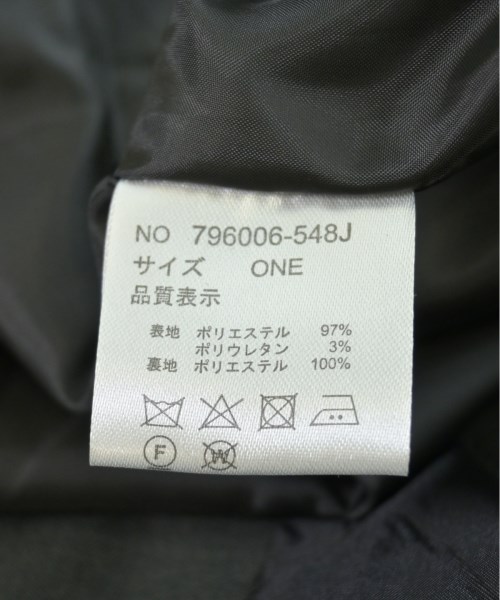 NO 796006-548J
サイズ ONE
品質表示
表地 ポリエステル 97%
ポリウレタン 3%
裏地 ポリエステル 100%
F W